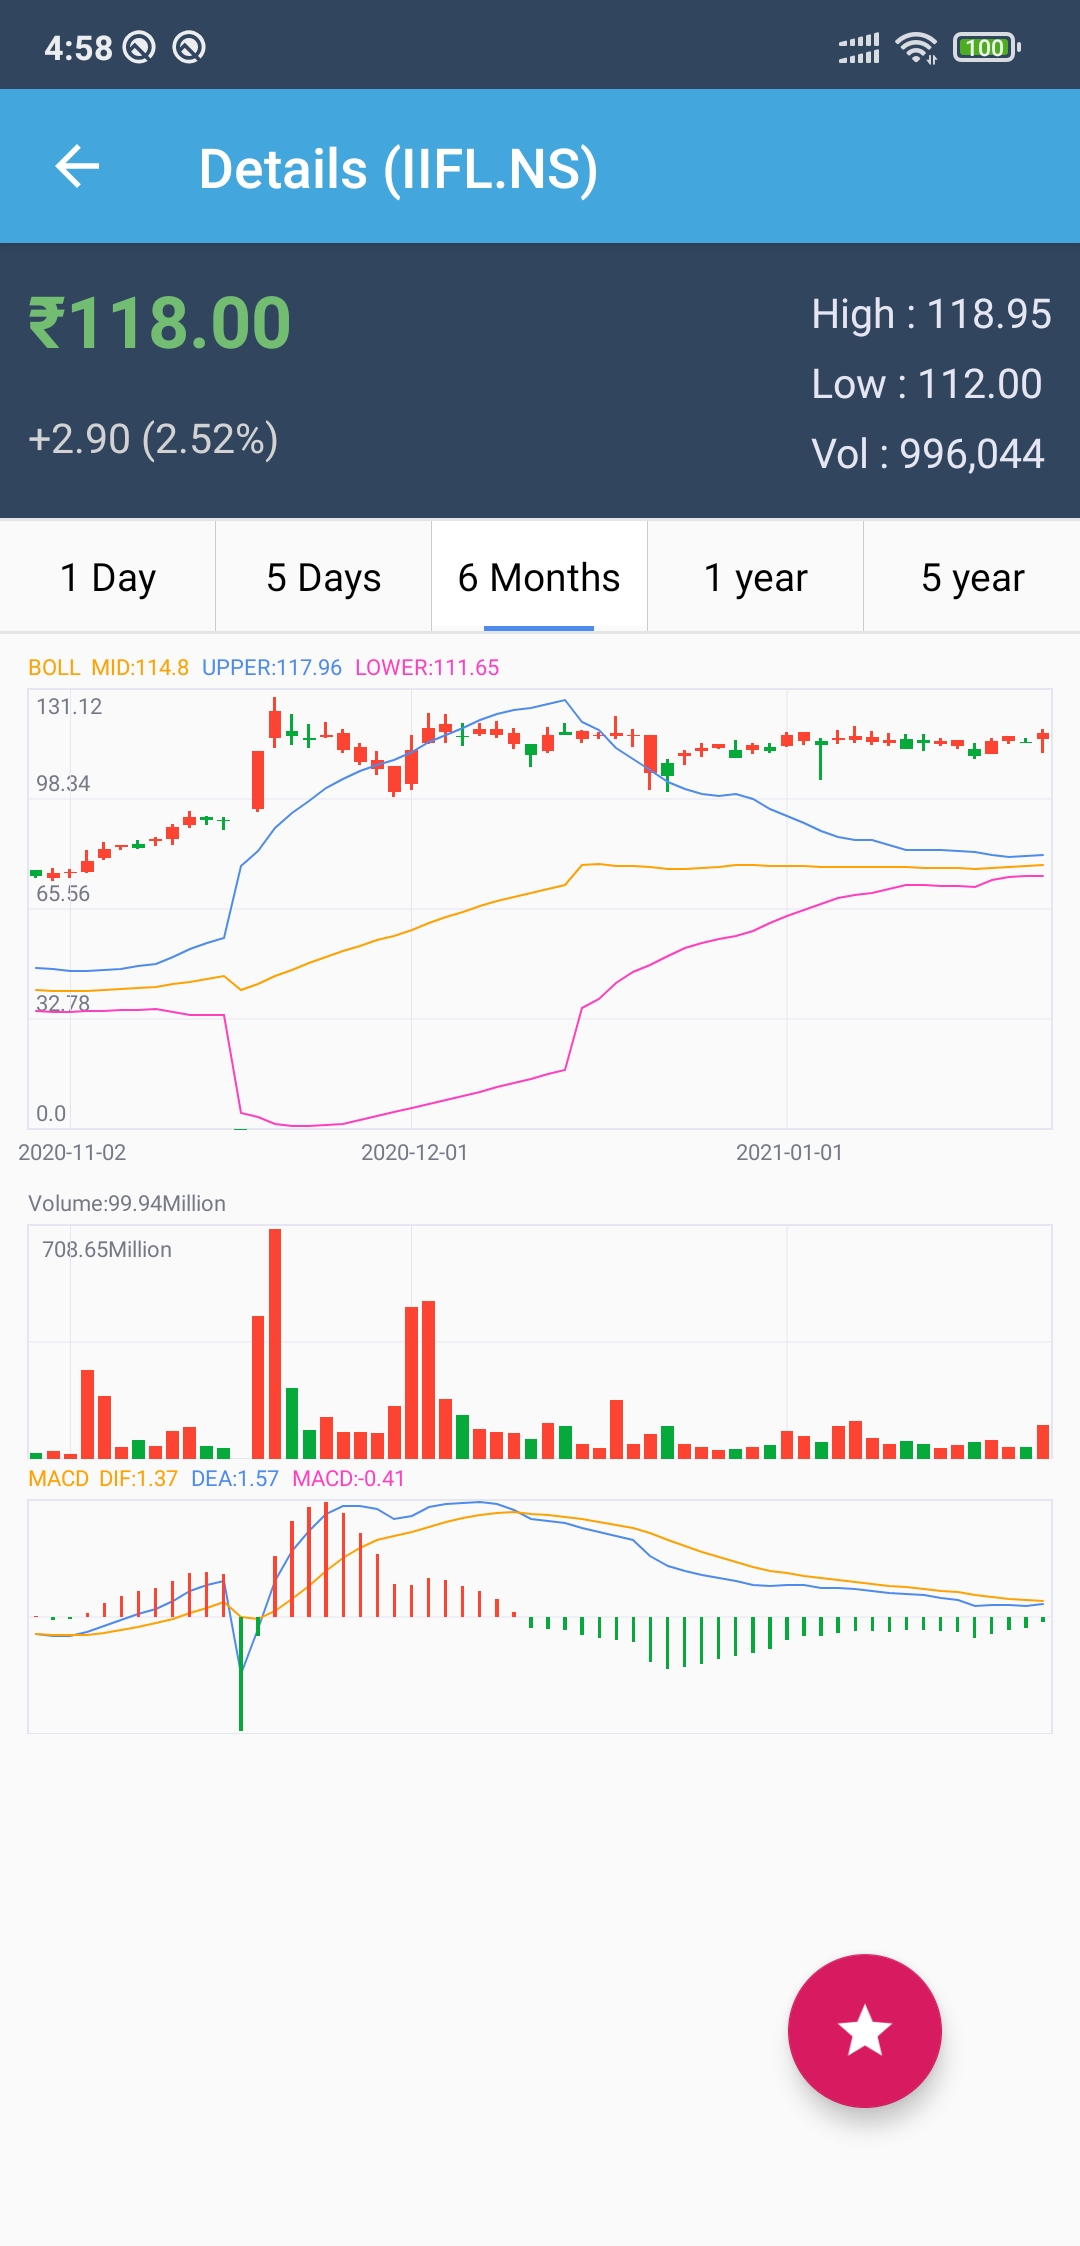 4:58
100
Details (IIFL.NS)
₹118.00
High : 118.95
Low : 112.00
+2.90 (2.52%)
Vol : 996,044
1 Day
5 Days
6 Months
1 year
5 year
BOLL MID:114.8 UPPER:117.96 LOWER:111.65
131.12
98.34
65.56
32.78
0.0
2020-11-02
2020-12-01
2021-01-01
Volume:99.94Million
708.65Million
MACD DIF:1.37 DEA:1.57 MACD:-0.41